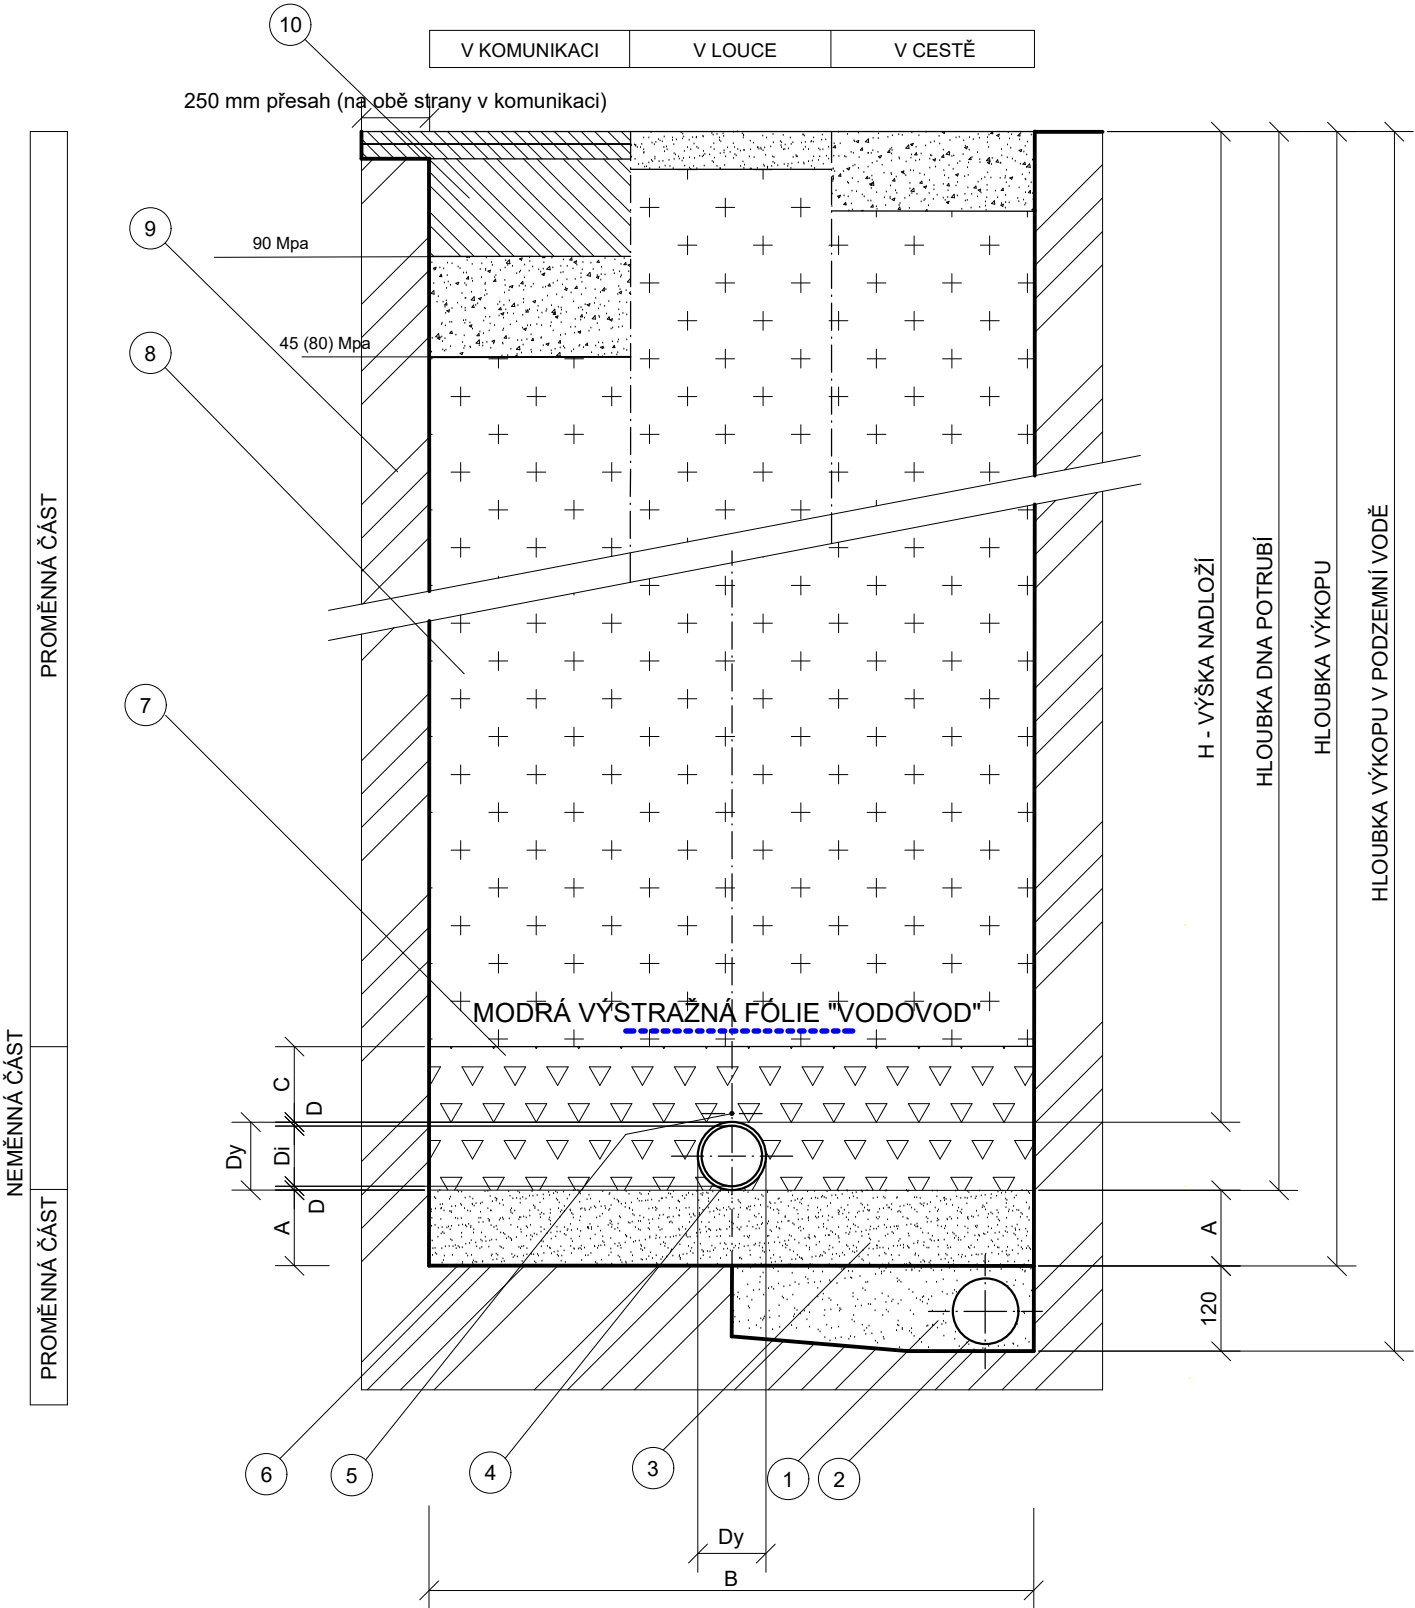 10
V KOMUNIKACI
V LOUCE
V CESTĚ
250 mm přesah (na obě strany v komunikaci)
9
90 Mpa
8
45 (80) Mpa
PROMĚNNÁ ČÁST
7
H - VÝŠKA NADLOŽÍ
HLOUBKA DNA POTRUBÍ
HLOUBKA VÝKOPU
HLOUBKA VÝKOPU V PODZEMNÍ VODĚ
MODRÁ VÝSTRAŽNÁ FÓLIE "VODOVOD"
NEMĚNNÁ ČÁST
C
D
Dy
Di
D
A
A
120
PROMĚNNÁ ČÁST
6
5
4
3
1
2
Dy
B